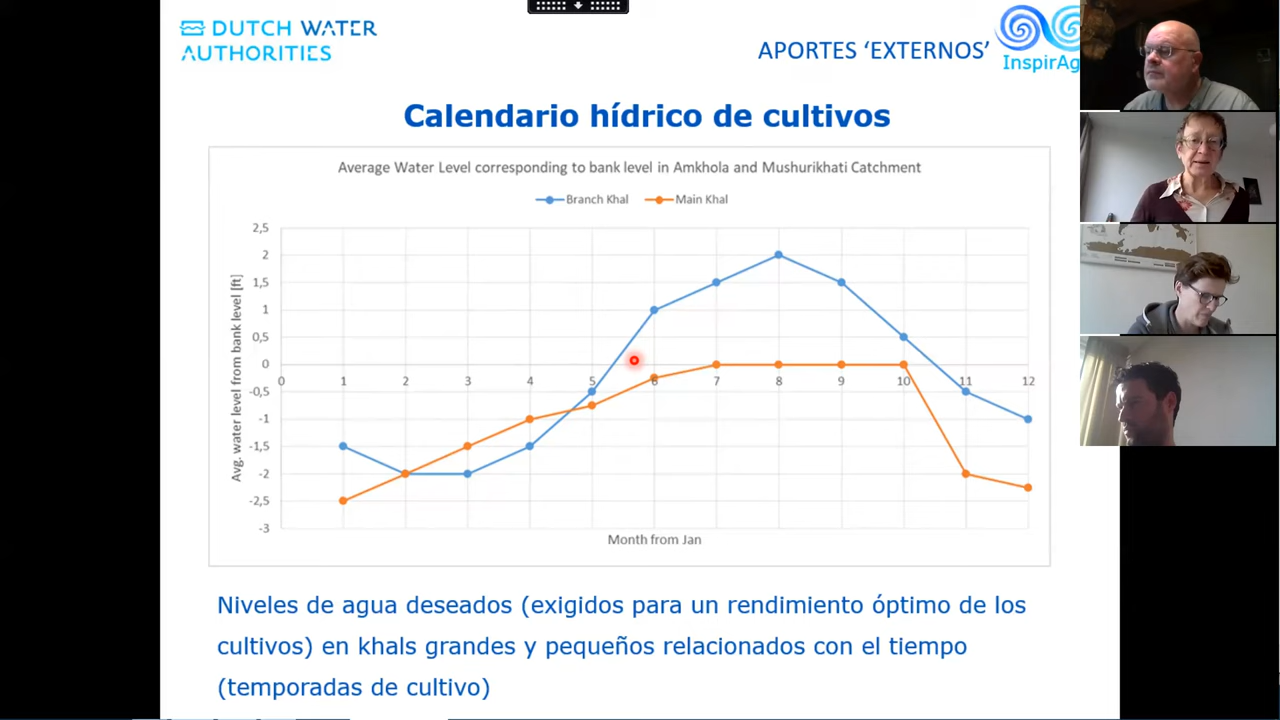 DUTCH WATER
AUTHORITIES
APORTES ‘EXTERNOS’
InspirAg
Calendario hídrico de cultivos
Average Water Level corresponding to bank level in Amkhola and Mushurikhati Catchment
Branch Khal Main Khal
Avg. water level from bank level [ft]
2,5
2
1,5
1
0,5
0
-0,5
-1
-1,5
-2
-2,5
-3
0 1 2 3 4 5 6 7 8 9 10 11 12
Month from Jan
Niveles de agua deseados (exigidos para un rendimiento óptimo de los
cultivos) en khals grandes y pequeños relacionados con el tiempo
(temporadas de cultivo)